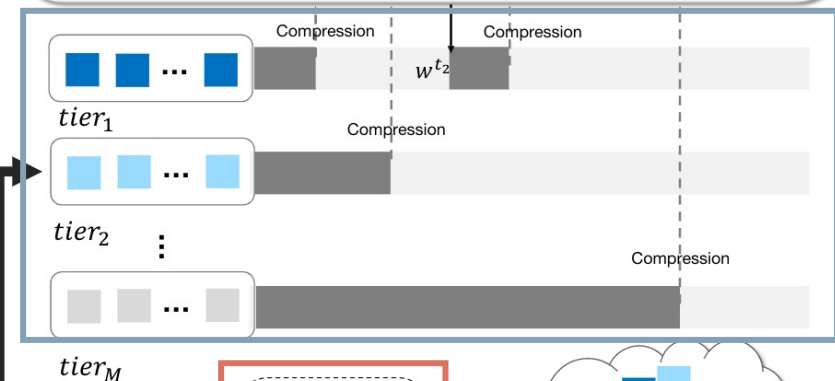 Compression Compression
...
w^{t_2}
tier_1
Compression
...
tier_2
⋮
Compression
...
tier_M